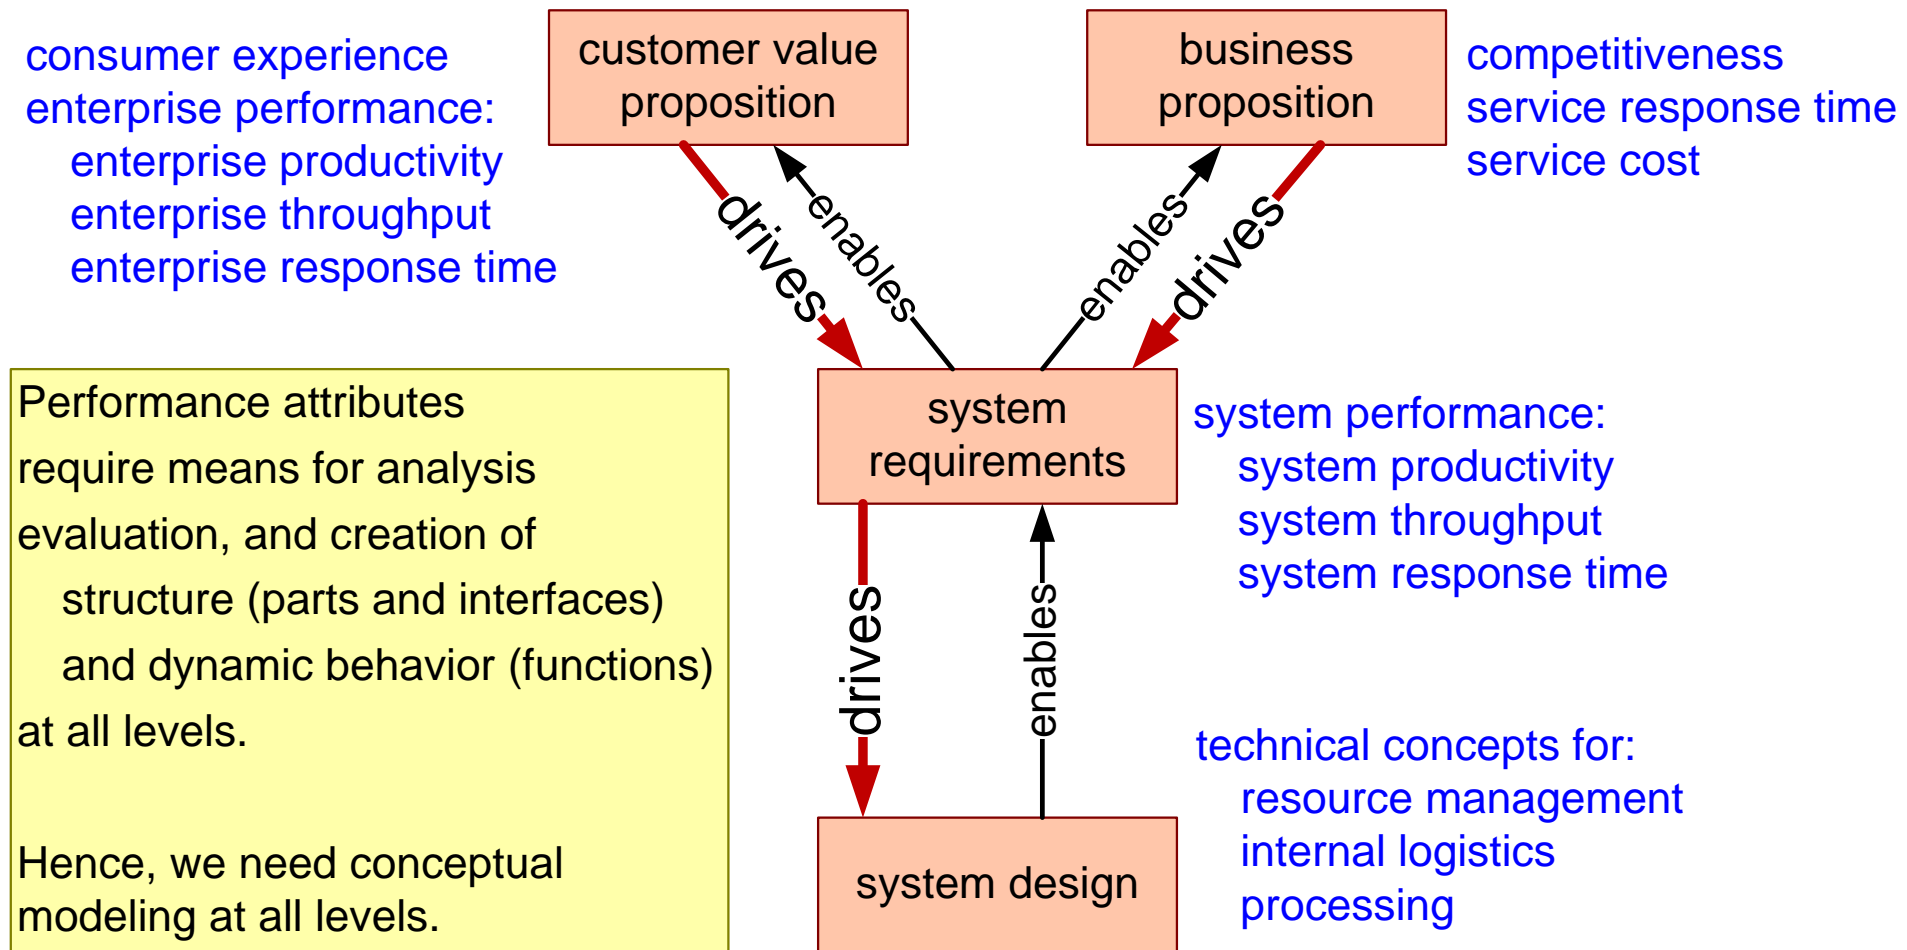 consumer experience
enterprise performance:
enterprise productivity
enterprise throughput
enterprise response time
customer value
proposition
business
proposition
competitiveness
service response time
service cost
drives
enables
enables
drives
Performance attributes
require means for analysis
evaluation, and creation of
structure (parts and interfaces)
and dynamic behavior (functions)
at all levels.
Hence, we need conceptual
modeling at all levels.
system
requirements
system performance:
system productivity
system throughput
system response time
drives
enables
system design
technical concepts for:
resource management
internal logistics
processing